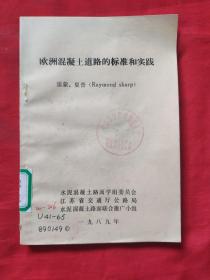 欧洲混凝土道路的标准和实践
雷蒙。夏普 (Raymond sharp)
水泥混凝土路面学组委员会
江苏省交通厅公路局
水泥混凝土路面联合推广小组
一九八九年
U41-65
890149①